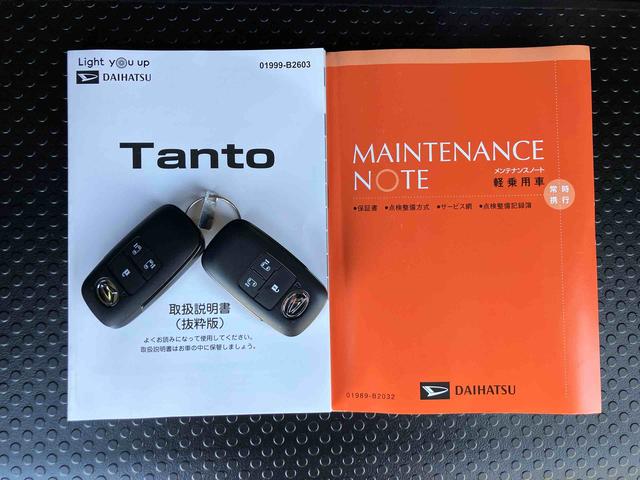 Light you up
DAIHATSU
01999-B2603
Tanto
取扱説明書
（抜粋版）
よくお読みになって使用してください。
取扱説明書はお車の中に保管しましょう。
MAINTENANCE
NOTE
メンテナンスノート
軽乗用車
常時
携行
●保証書 ●点検整備方式 ●サービス網 ●点検整備記録簿
01989-B2032
DAIHATSU